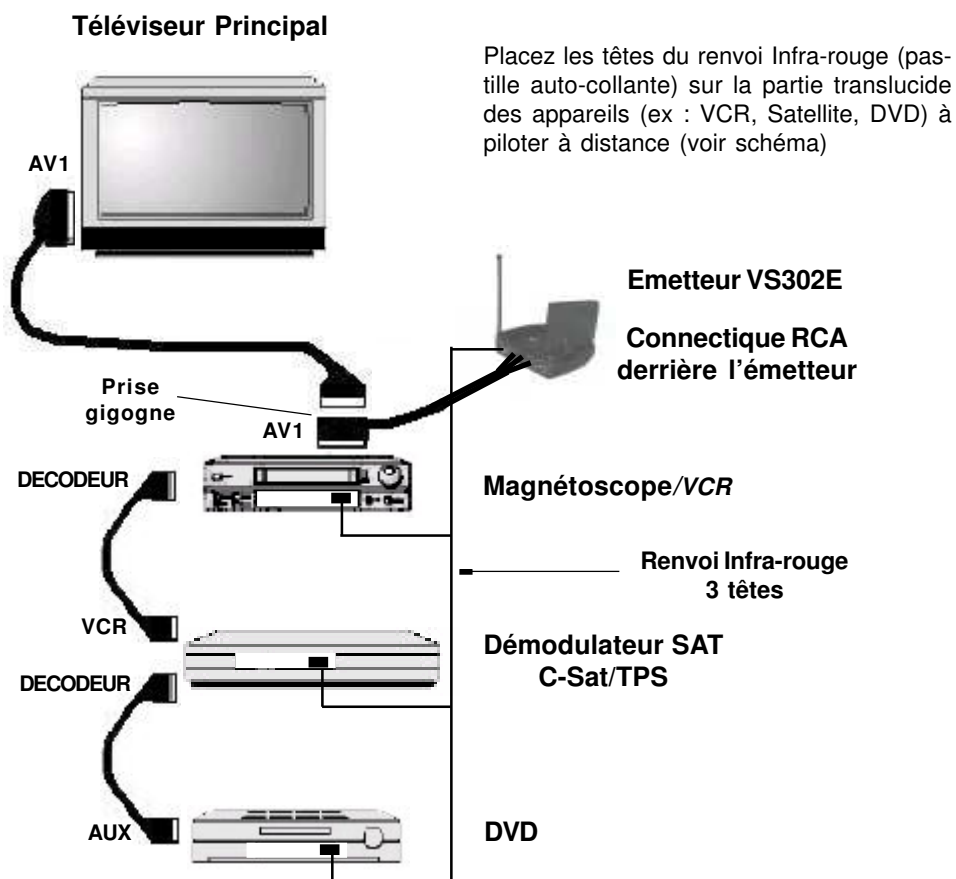 Téléviseur Principal
Placez les têtes du renvoi Infra-rouge (pas-
tille auto-collante) sur la partie translucide
des appareils (ex : VCR, Satellite, DVD) à
piloter à distance (voir schéma)
AV1
Emetteur VS302E
Connectique RCA
derrière l'émetteur
Prise
gigogne
AV1
DECODEUR
Magnétoscope/VCR
Renvoi Infra-rouge
3 têtes
VCR
Démodulateur SAT
C-Sat/TPS
DECODEUR
AUX
DVD